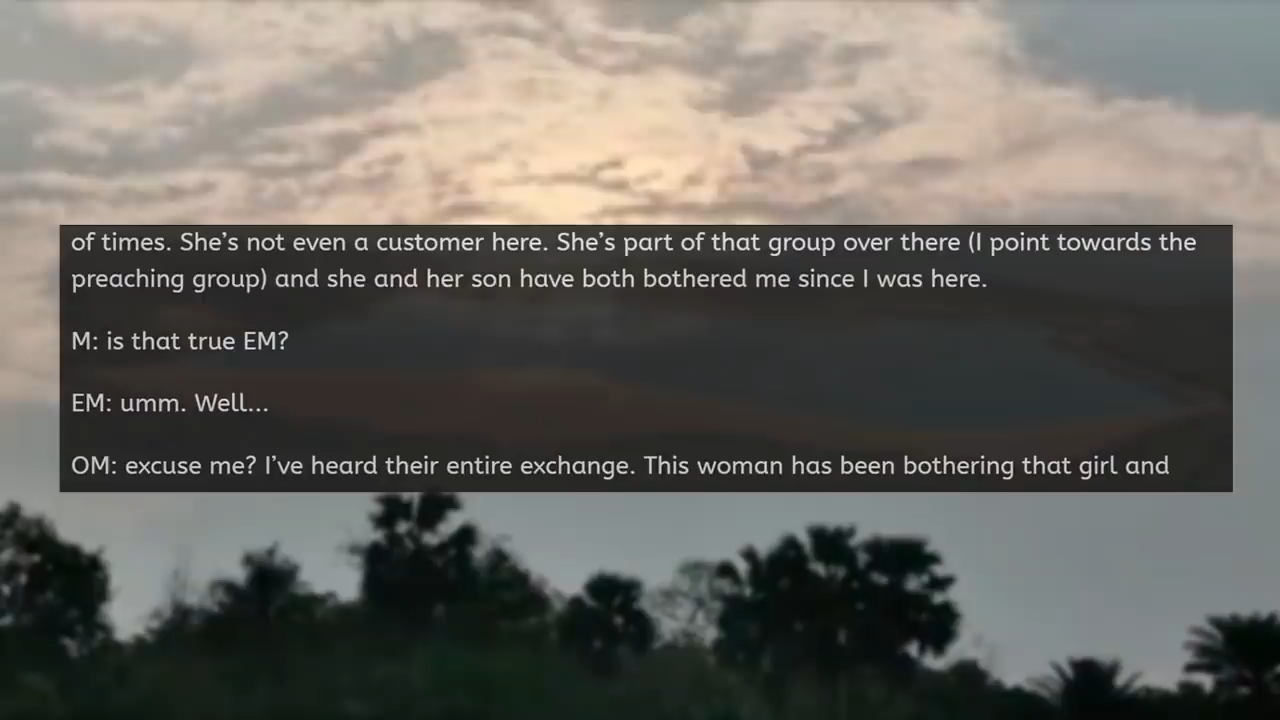 of times. She’s not even a customer here. She’s part of that group over there (I point towards the
preaching group) and she and her son have both bothered me since I was here.
M: is that true EM?
EM: umm. Well...
OM: excuse me? I’ve heard their entire exchange. This woman has been bothering that girl and